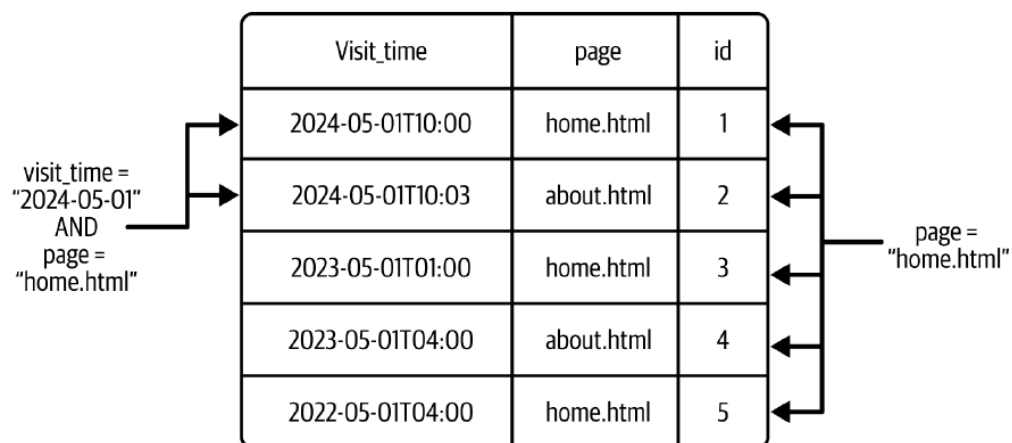 Visit_time page id
2024-05-01T10:00 home.html 1
2024-05-01T10:03 about.html 2
2023-05-01T01:00 home.html 3
2023-05-01T04:00 about.html 4
2022-05-01T04:00 home.html 5
visit_time =
“2024-05-01”
AND
page =
“home.html”
page =
“home.html”